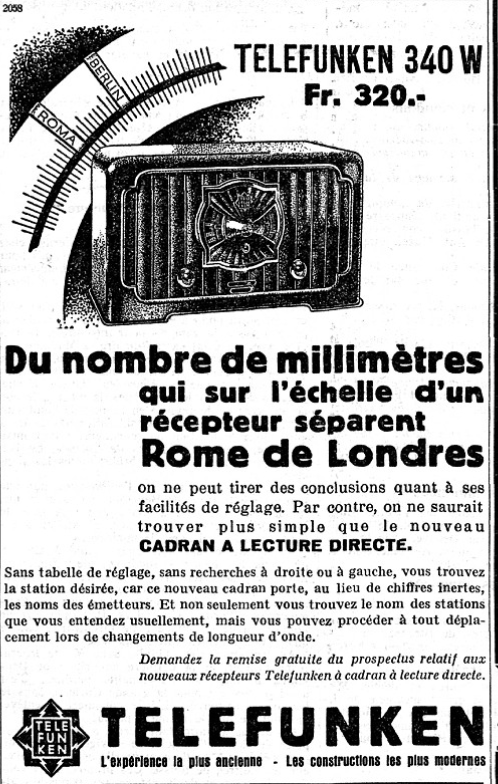 2058
TELEFUNKEN 340 W
Fr. 320.-
BERLIN
ROMA
Du nombre de millimètres
qui sur l'échelle d'un
récepteur séparent
Rome de Londres
on ne peut tirer des conclusions quant à ses
facilités de réglage. Par contre, on ne saurait
trouver plus simple que le nouveau
CADRAN A LECTURE DIRECTE.
Sans tabelle de réglage, sans recherches à droite ou à gauche, vous trouvez
la station désirée, car ce nouveau cadran porte, au lieu de chiffres inertes,
les noms des émetteurs. Et non seulement vous trouvez le nom des stations
que vous entendez usuellement, mais vous pouvez procéder à tout dépla-
cement lors de changements de longueur d'onde.
Demandez la remise gratuite du prospectus relatif aux
nouveaux récepteurs Telefunken à cadran à lecture directe.
TELE
FUN
KEN
TELEFUNKEN
L'expérience la plus ancienne - Les constructions les plus modernes